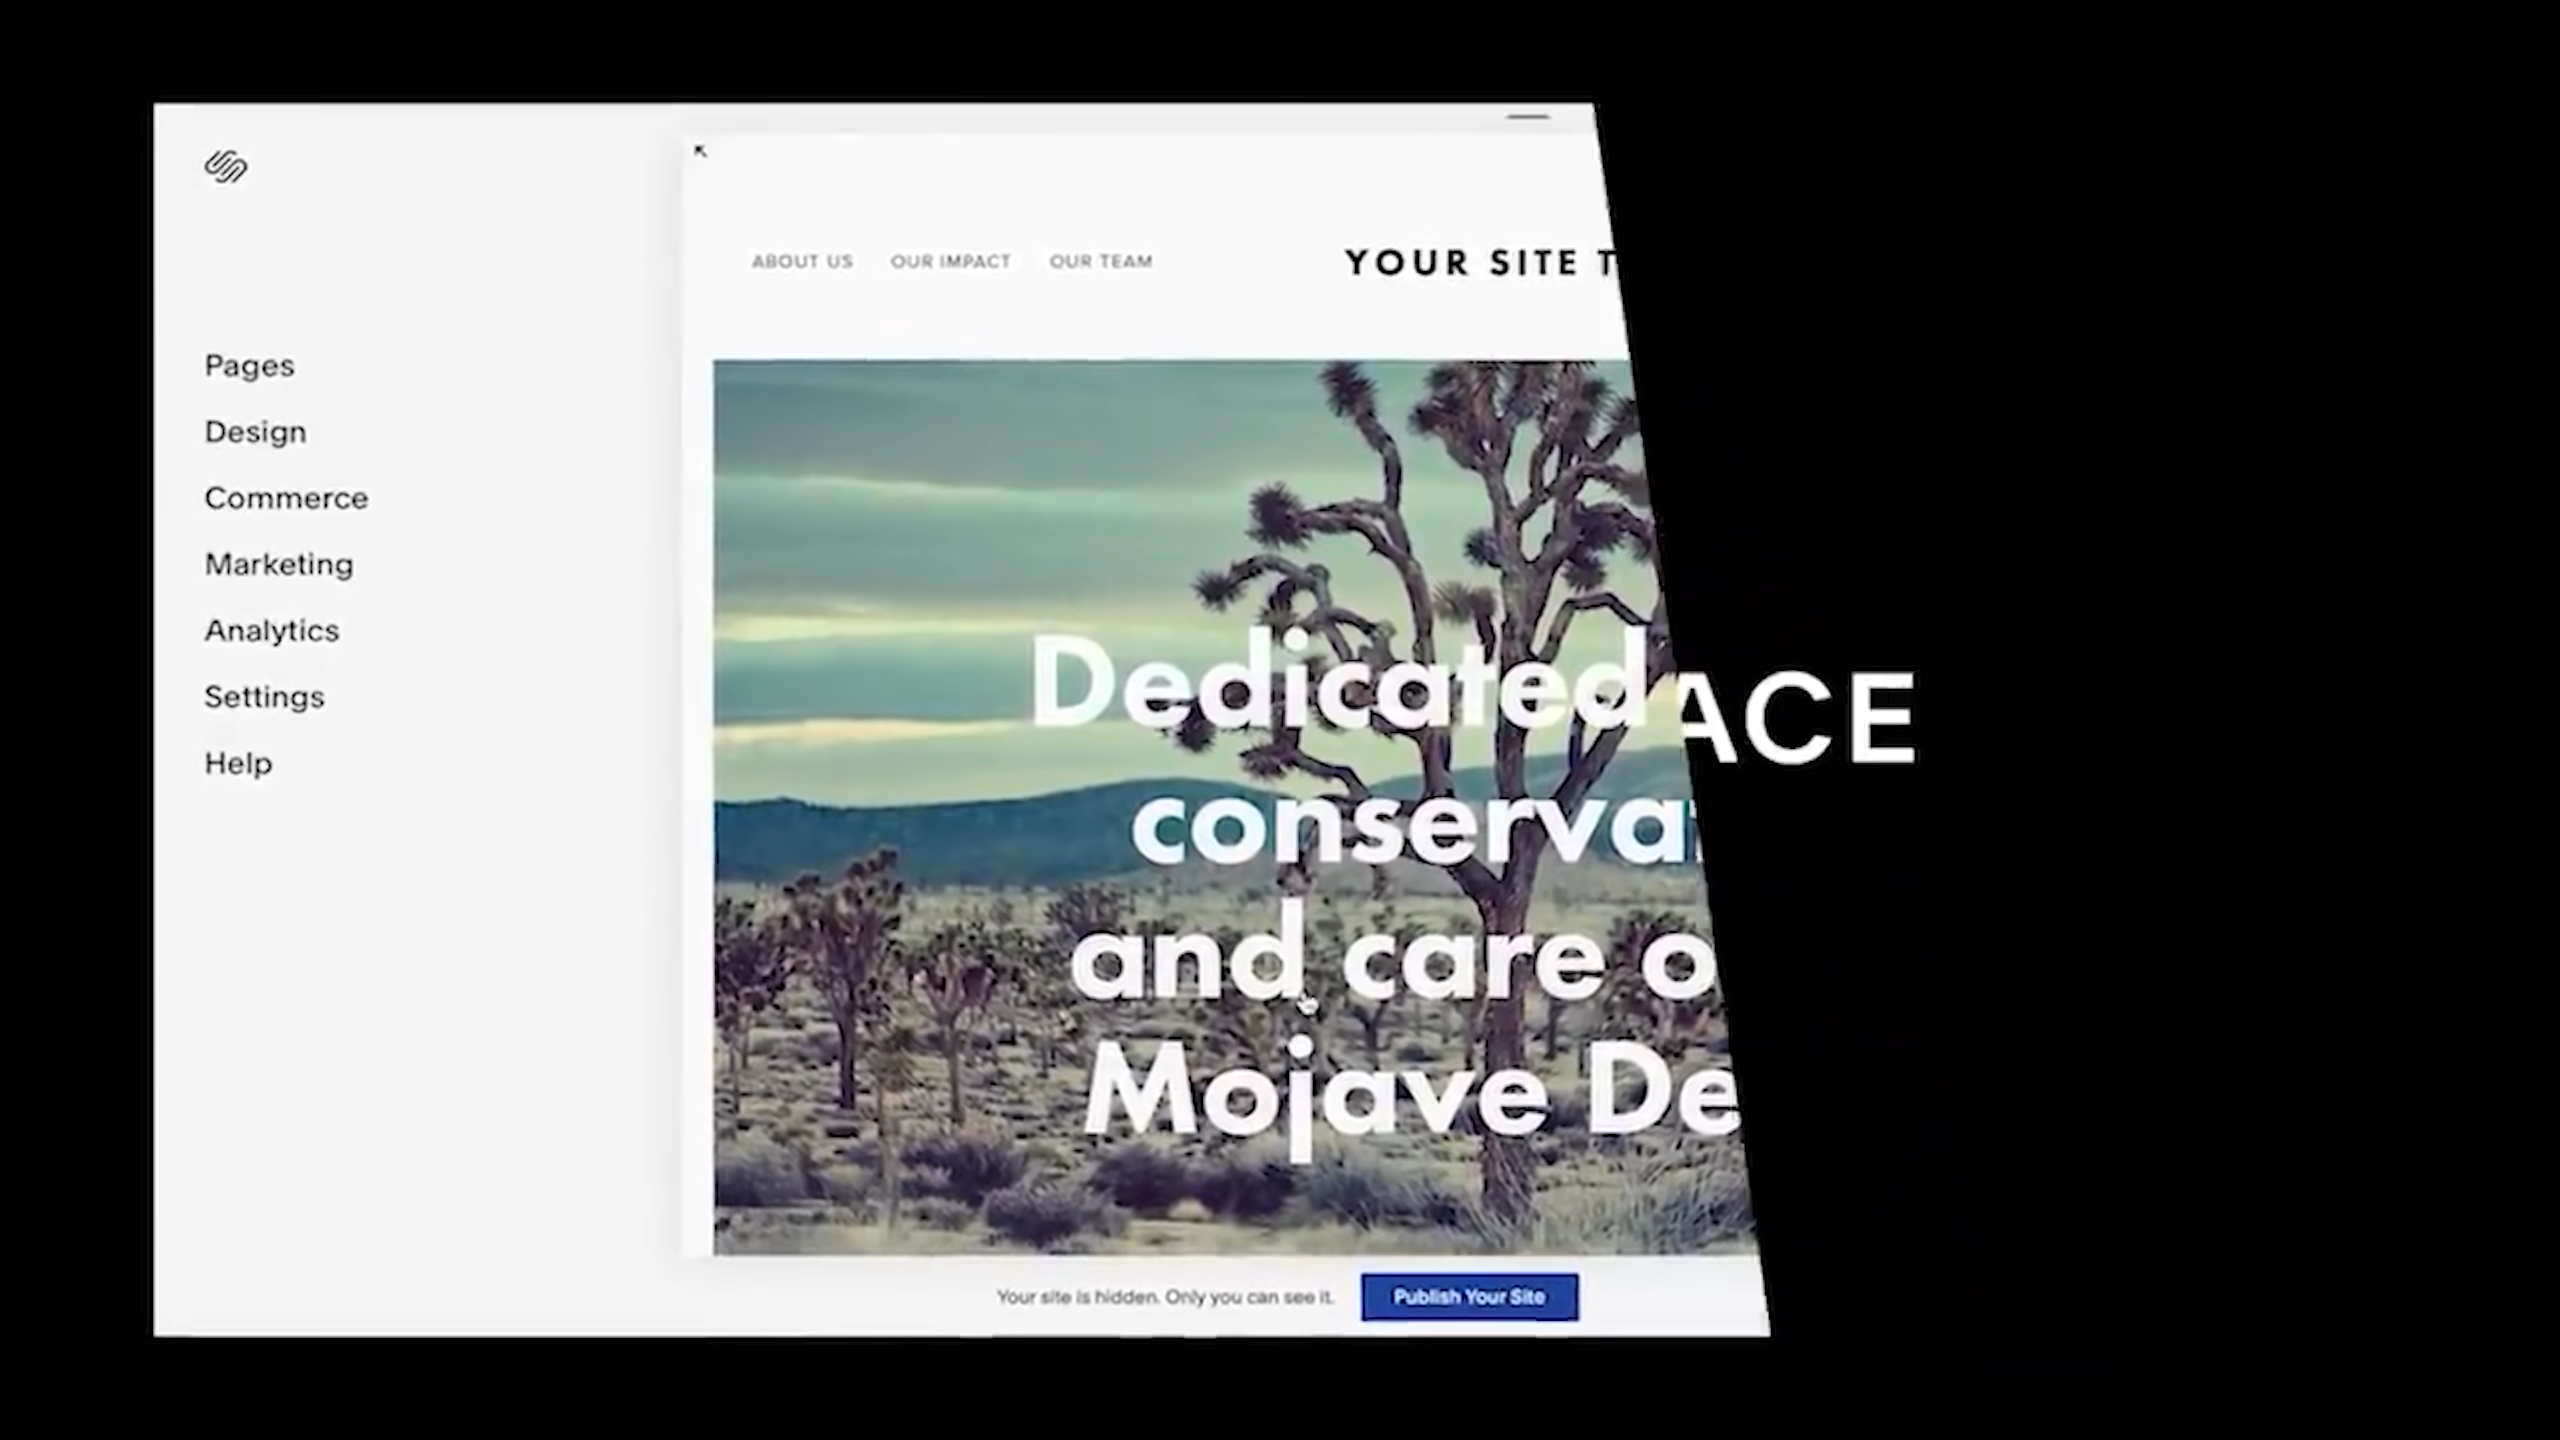 ABOUT US OUR IMPACT OUR TEAM YOUR SITE T
Pages
Design
Commerce
Marketing
Analytics
Settings
Help
Dedicated
conserva
and care o
Mojave De
ACE
Your site is hidden. Only you can see it. Publish Your Site